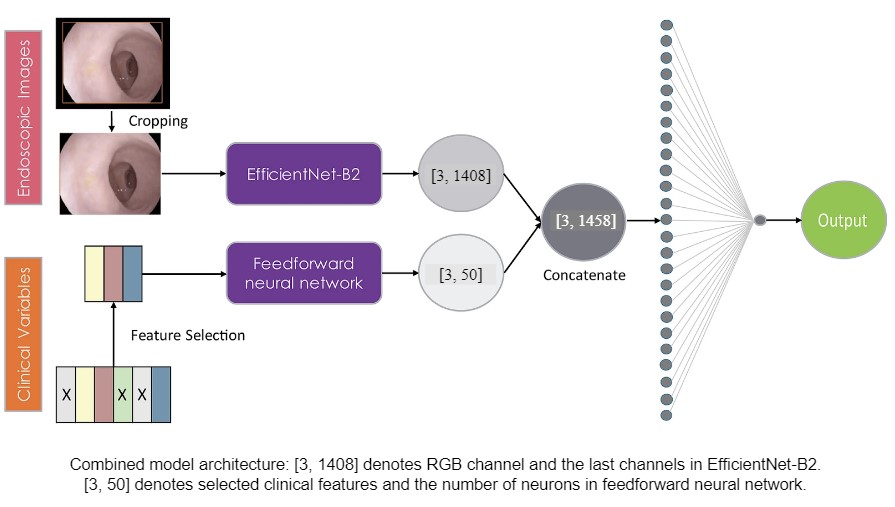 Endoscopic Images
Cropping
EfficientNet-B2
[3, 1408]
[3, 1458]
Concatenate
Output
Clinical Variables
Feedforward
neural network
[3, 50]
Feature Selection
X
X
X
Combined model architecture: [3, 1408] denotes RGB channel and the last channels in EfficientNet-B2.
[3, 50] denotes selected clinical features and the number of neurons in feedforward neural network.